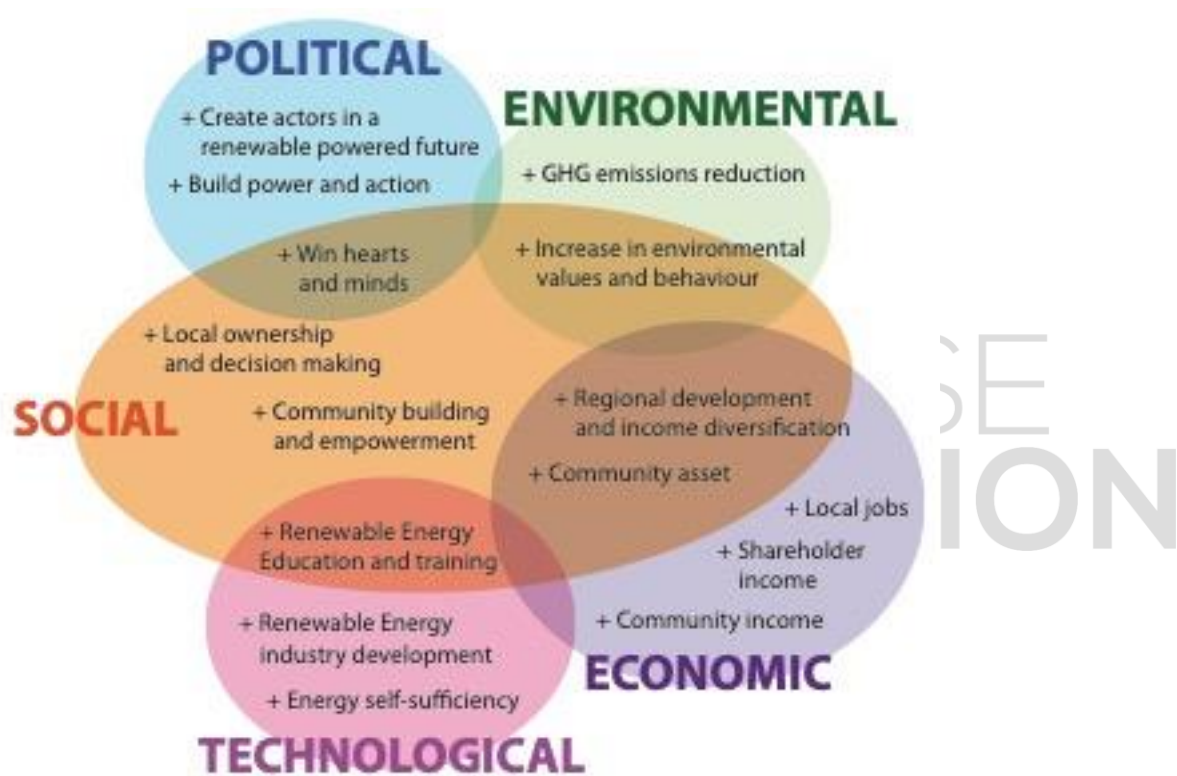 POLITICAL
+ Create actors in a
renewable powered future
+ Build power and action
+ Win hearts
and minds
ENVIRONMENTAL
+ GHG emissions reduction
+ Increase in environmental
values and behaviour
SOCIAL
+ Local ownership
and decision making
+ Community building
and empowerment
+ Regional development
and income diversification
+ Community asset
+ Local jobs
+ Shareholder
income
+ Community income
ECONOMIC
+ Renewable Energy
Education and training
+ Renewable Energy
industry development
+ Energy self-sufficiency
TECHNOLOGICAL
SE
ION